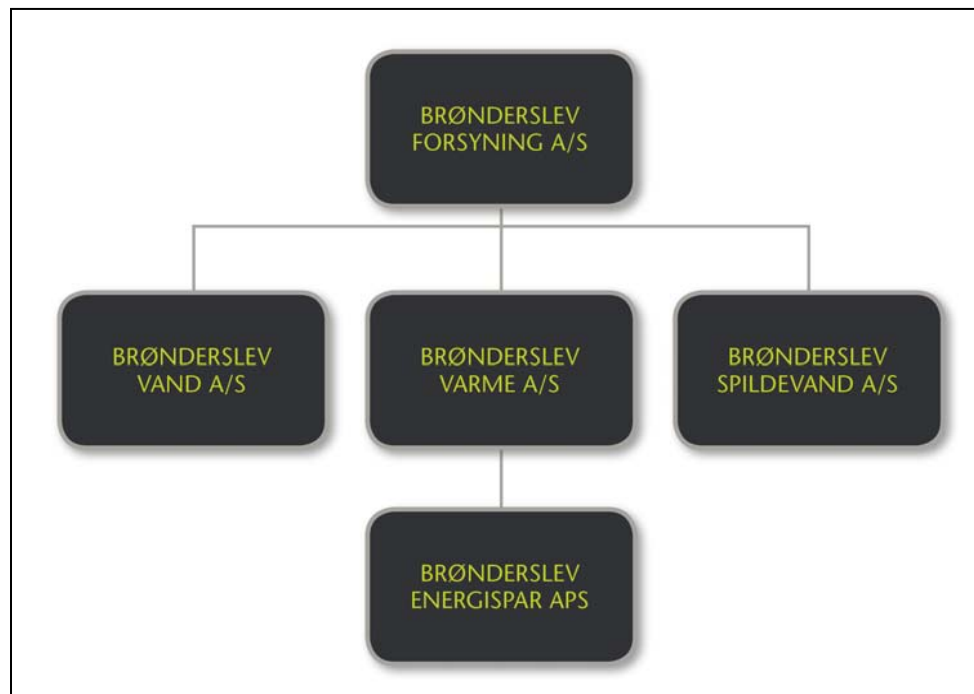 BRØNDERSLEV
FORSYNING A/S
BRØNDERSLEV
VAND A/S
BRØNDERSLEV
VARME A/S
BRØNDERSLEV
SPILDEVAND A/S
BRØNDERSLEV
ENERGISPAR APS